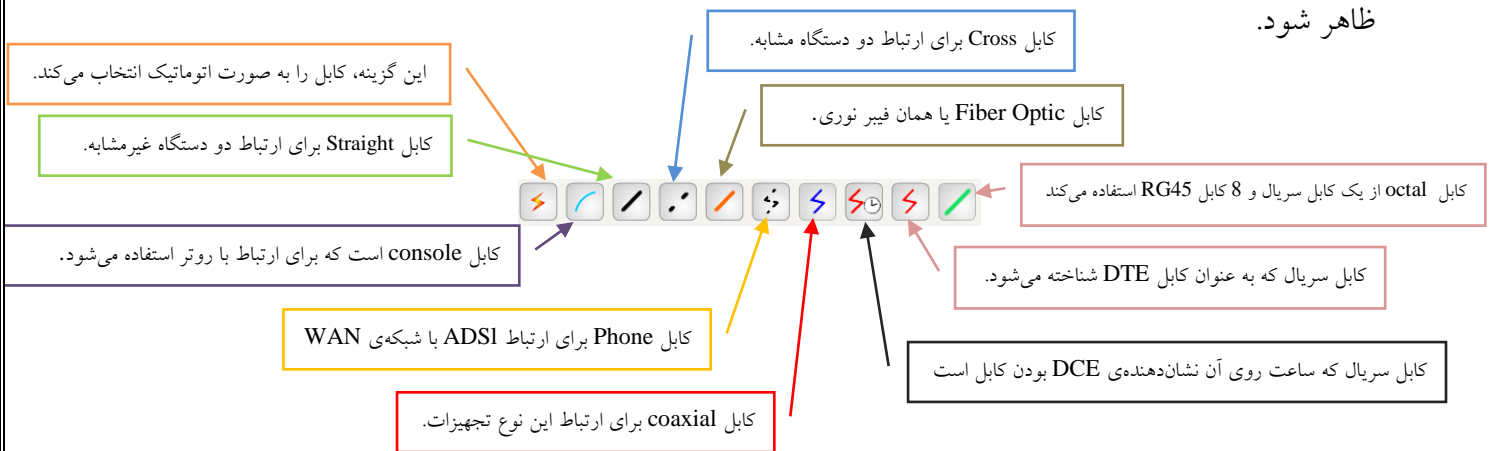 ظاهر شود.
کابل Cross برای ارتباط دو دستگاه مشابه.
این گزینه، کابل را به صورت اتوماتیک انتخاب می‌کند.
کابل Fiber Optic یا همان فیبر نوری.
کابل Straight برای ارتباط دو دستگاه غیرمشابه.
کابل octal از یک کابل سریال و 8 کابل RG45 استفاده می‌کند
کابل console است که برای ارتباط با روتر استفاده می‌شود.
کابل سریال که به عنوان کابل DTE شناخته می‌شود.
کابل Phone برای ارتباط ADSl با شبکه‌ی WAN
کابل سریال که ساعت روی آن نشان‌دهنده‌ی DCE بودن کابل است
کابل coaxial برای ارتباط این نوع تجهیزات.